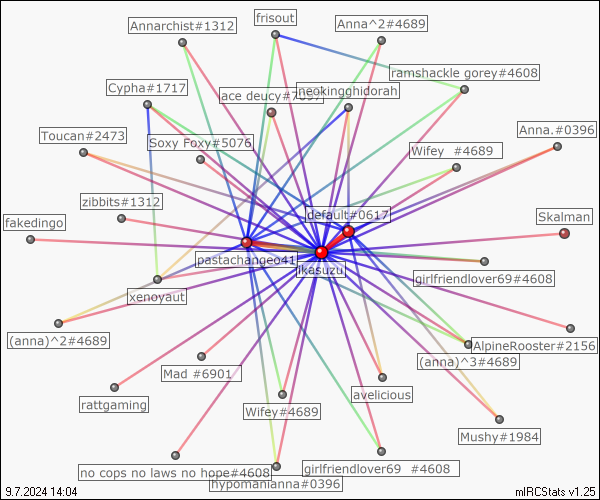 frisout
Annarchist#1312
Anna^2#4689
ramshackle gorey#4608
Cypha#1717
neokingghidorah
ace deucy#7897
Anna.#0396
Toucan#2473
Soxy Foxy#5076
Wifey  #4689
zibbits#1312
default#0617
fakedingo
Skalman
pastachangeo41
jkasuzu
girlfriendlover69#4608
xenoyaut
(anna)^2#4689
AlpineRooster#2156
(anna)^3#4689
Mad #6901
avelicious
rattgaming
Wifey#4689
Mushy#1984
no cops no laws no hope#4608
girlfriendlover69  #4608
hypomanianna#0396
9.7.2024 14:04
mIRCStats v1.25